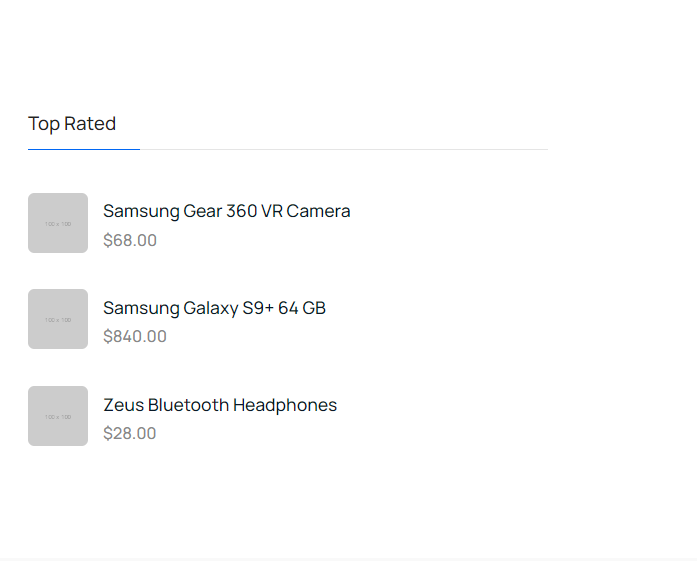 Top Rated
100 x 100
Samsung Gear 360 VR Camera
$68.00
100 x 100
Samsung Galaxy S9+ 64 GB
$840.00
100 x 100
Zeus Bluetooth Headphones
$28.00